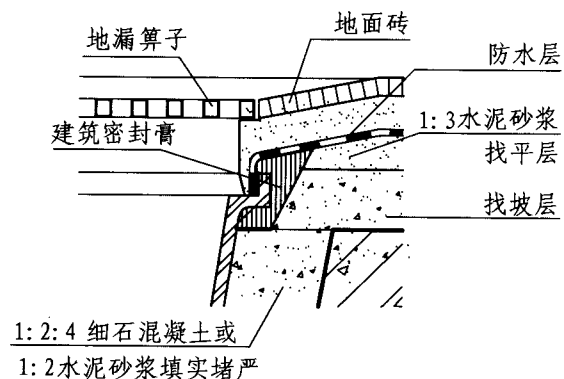 地漏箅子
地面砖
防水层
建筑密封膏
1:3水泥砂浆
找平层
找坡层
1:2:4 细石混凝土或
1:2水泥砂浆填实堵严